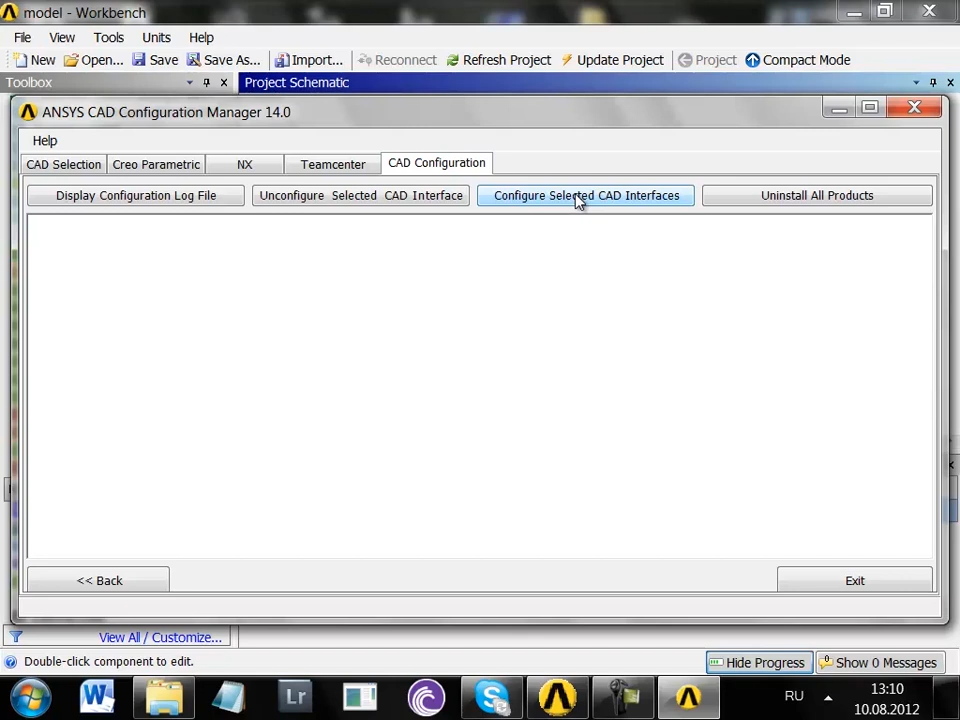 model - Workbench
File View Tools Units Help
New Open... Save Save As... Import... Reconnect Refresh Project Update Project Project Compact Mode
Toolbox Project Schematic
ANSYS CAD Configuration Manager 14.0
Help
CAD Selection Creo Parametric NX Teamcenter CAD Configuration
Display Configuration Log File Unconfigure Selected CAD Interface Configure Selected CAD Interfaces Uninstall All Products
<< Back Exit
View All / Customize...
Double-click component to edit. Hide Progress Show 0 Messages
W Lr RU 13:10
10.08.2012